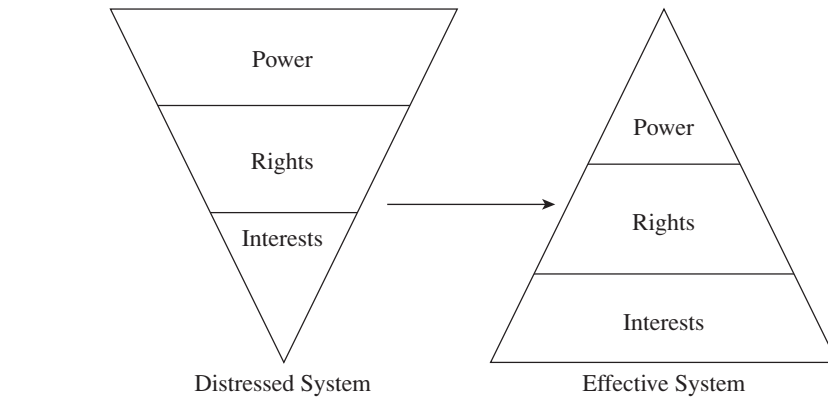 Power
Rights
Interests
Distressed System
Power
Rights
Interests
Effective System